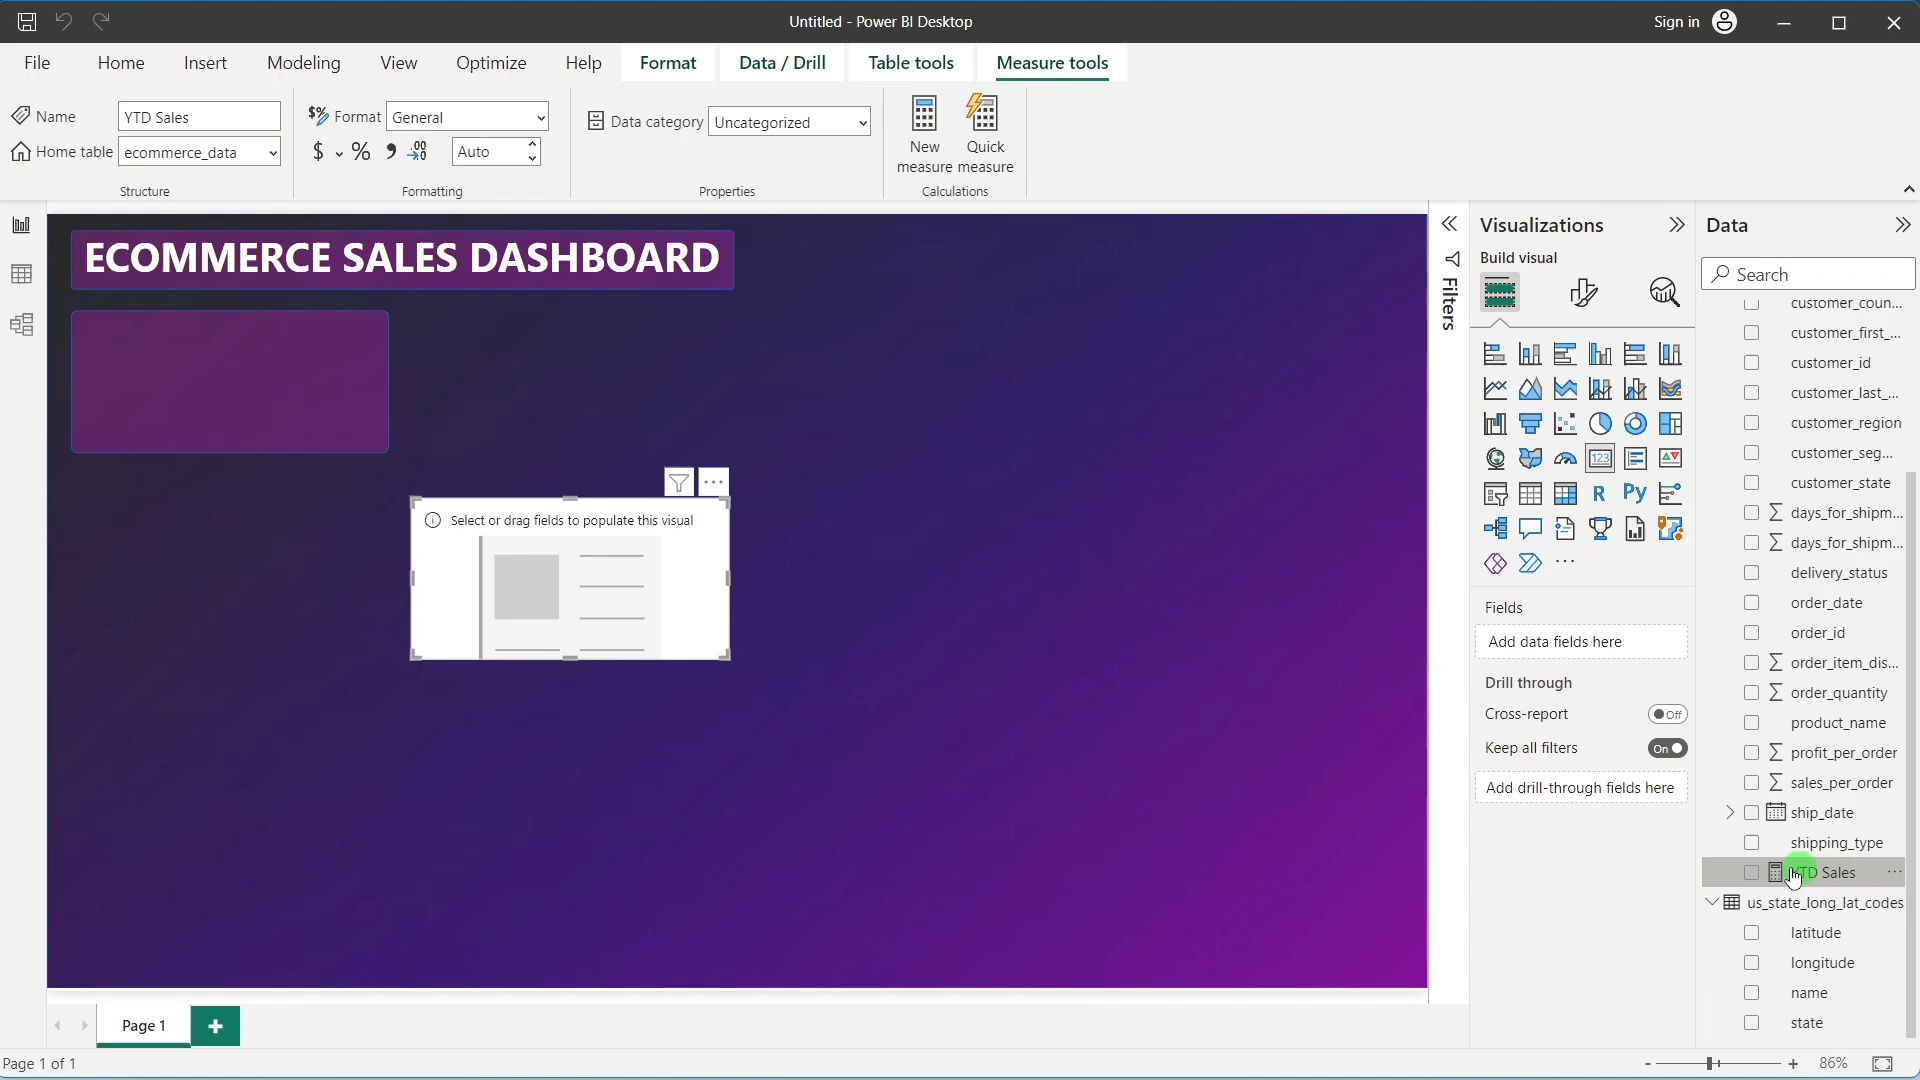 Untitled - Power BI Desktop
Sign in
File Home Insert Modeling View Optimize Help Format Data / Drill Table tools Measure tools
Name YTD Sales
Home table ecommerce_data
Structure
$% Format General
$ % , .00 Auto
Formatting
Data category Uncategorized
Properties
New measure
Quick measure
Calculations
ECOMMERCE SALES DASHBOARD
Select or drag fields to populate this visual
Filters
Visualizations
Build visual
123
R
Py
Fields
Add data fields here
Drill through
Cross-report Off
Keep all filters On
Add drill-through fields here
Data
Search
customer_coun...
customer_first_...
customer_id
customer_last_...
customer_region
customer_seg...
customer_state
days_for_shipm...
days_for_shipm...
delivery_status
order_date
order_id
order_item_dis...
order_quantity
product_name
profit_per_order
sales_per_order
ship_date
shipping_type
YTD Sales
us_state_long_lat_codes
latitude
longitude
name
state
Page 1
Page 1 of 1
86%